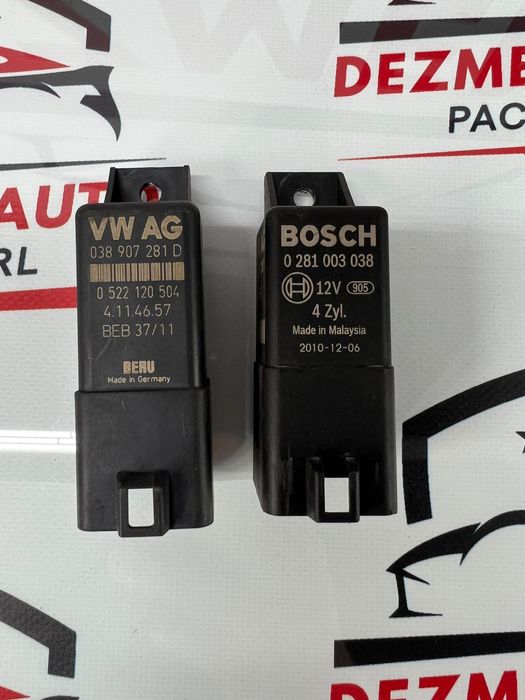 DEZME
PAC
AUT
RL
VW AG
038 907 281 D
0 522 120 504
4.11.46.57
BEB 37/11
BERU
Made in Germany
BOSCH
0 281 003 038
12V 905
4 Zyl.
Made in Malaysia
2010-12-06